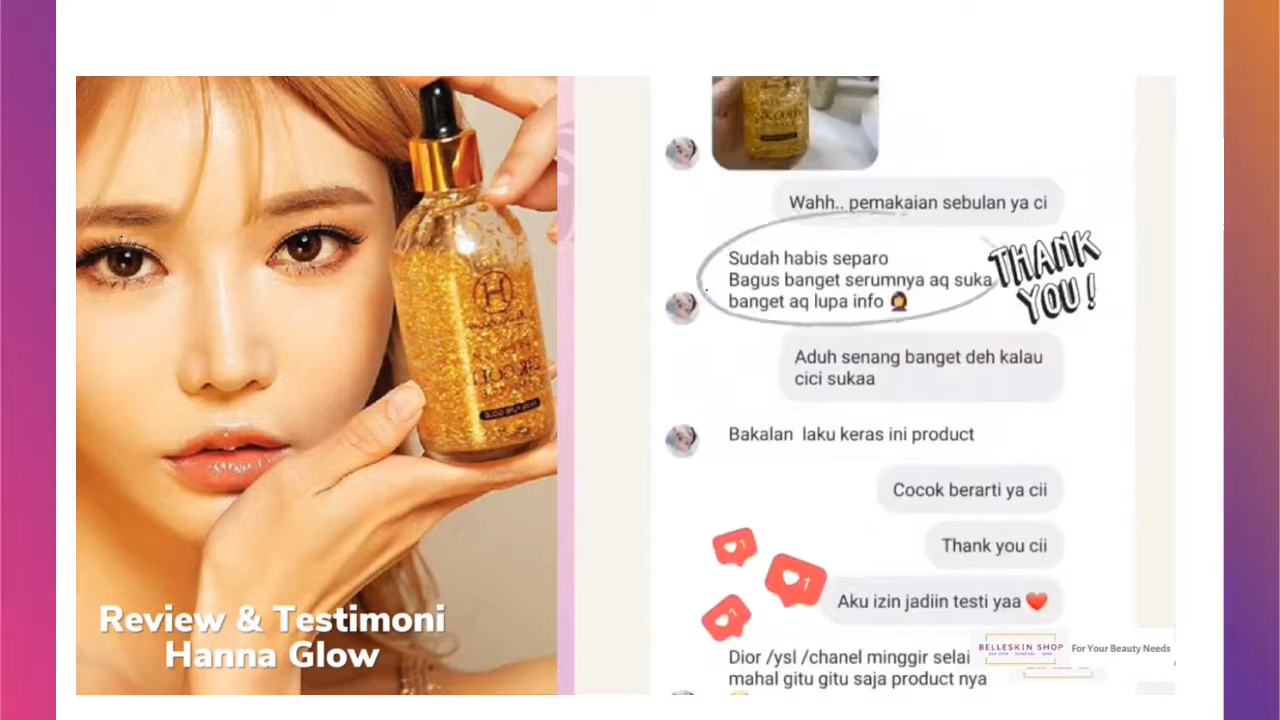 Review & Testimoni
Hanna Glow
Wahh.. pemakaian sebulan ya ci
Sudah habis separo
Bagus banget serumnya aq suka
banget aq lupa info 🤦‍♀️
THANK
YOU!
Aduh senang banget deh kalau
cici sukaa
Bakalan laku keras ini product
Cocok berarti ya cii
Thank you cii
1
1
1
Aku izin jadiin testi yaa ❤️
Dior /ysl /chanel minggir selai
mahal gitu gitu saja product nya
BELLESKIN SHOP
For Your Beauty Needs